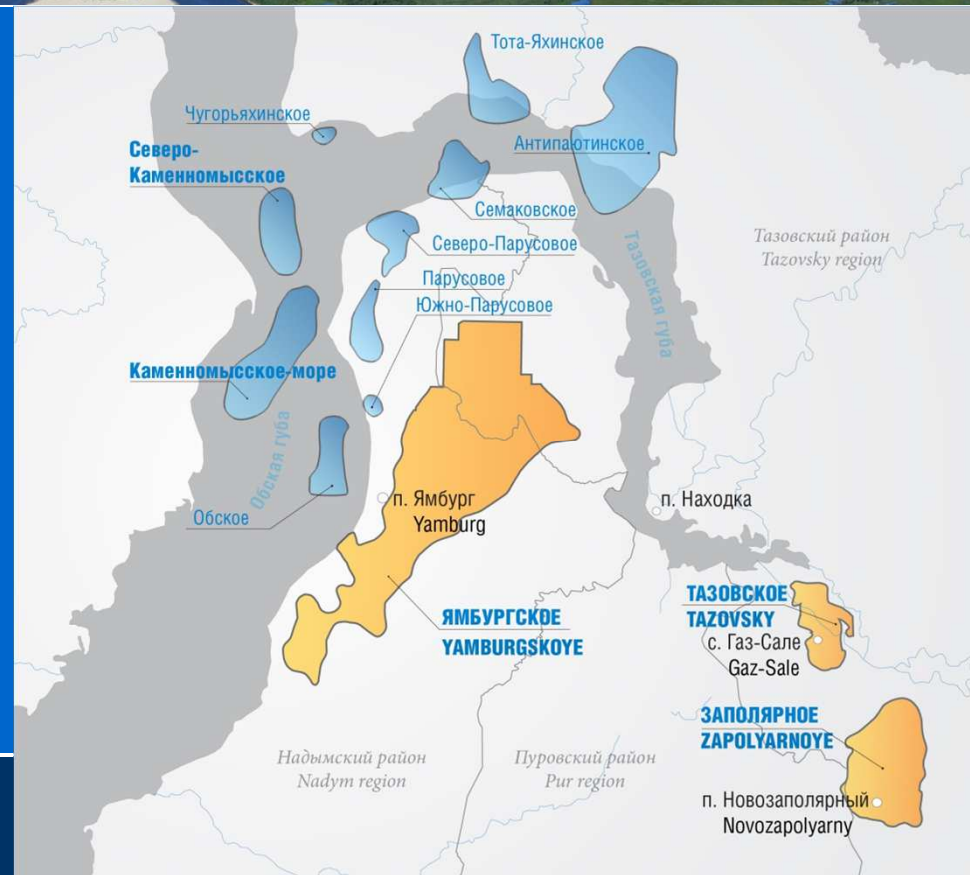 Тота-Яхинское
Чугорьяхинское
Антипаютинское
Северо-
Каменномысское
Семаковское
Северо-Парусовое
Тазовский район
Tazovsky region
Тазовская губа
Парусовое
Южно-Парусовое
Каменномысское-море
Обская губа
Обское
п. Ямбург
Yamburg
п. Находка
ЯМБУРГСКОЕ
YAMBURGSKOYE
ТАЗОВСКОЕ
TAZOVSKY
с. Газ-Сале
Gaz-Sale
ЗАПОЛЯРНОЕ
ZAPOLYARNOYE
Надымский район
Nadym region
Пуровский район
Pur region
п. Новозаполярный
Novozapolyarny